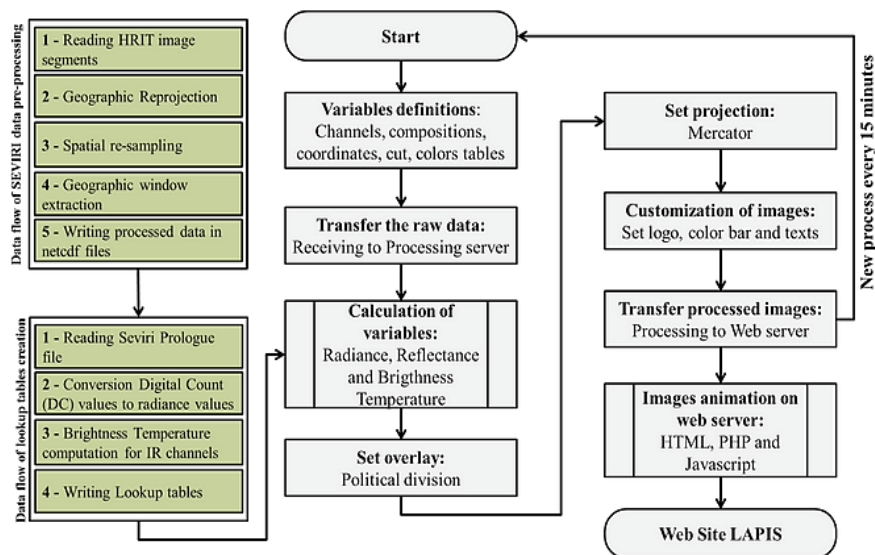 Data flow of SEVIRI data pre-processing
1 - Reading HRIT image
segments
2 - Geographic Reprojection
3 - Spatial re-sampling
4 - Geographic window
extraction
5 - Writing processed data in
netcdf files
Data flow of lookup tables creation
1 - Reading Seviri Prologue
file
2 - Conversion Digital Count
(DC) values to radiance values
3 - Brightness Temperature
computation for IR channels
4 - Writing Lookup tables
Start
Variables definitions:
Channels, compositions,
coordinates, cut, colors tables
Transfer the raw data:
Receiving to Processing server
Calculation of
variables:
Radiance, Reflectance
and Brigthness
Temperature
Set overlay:
Political division
Set projection:
Mercator
Customization of images:
Set logo, color bar and texts
Transfer processed images:
Processing to Web server
Images animation on
web server:
HTML, PHP and
Javascript
Web Site LAPIS
New process every 15 minutes